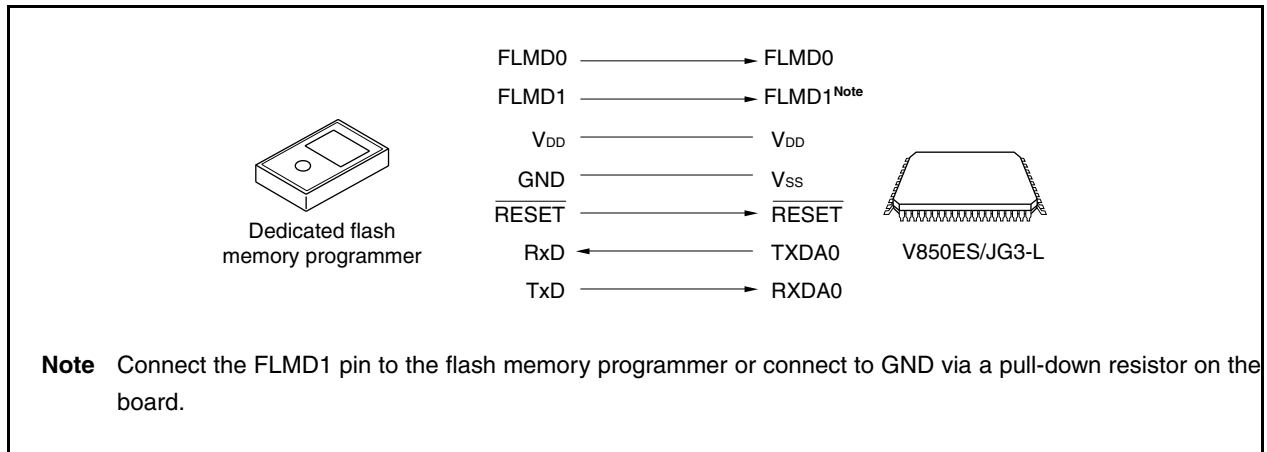 FLMD0 FLMD0
FLMD1 FLMD1Note
VDD VDD
GND VSS
RESET RESET
RxD TXDA0
TxD RXDA0
Dedicated flash
memory programmer
V850ES/JG3-L
Note Connect the FLMD1 pin to the flash memory programmer or connect to GND via a pull-down resistor on the
board.